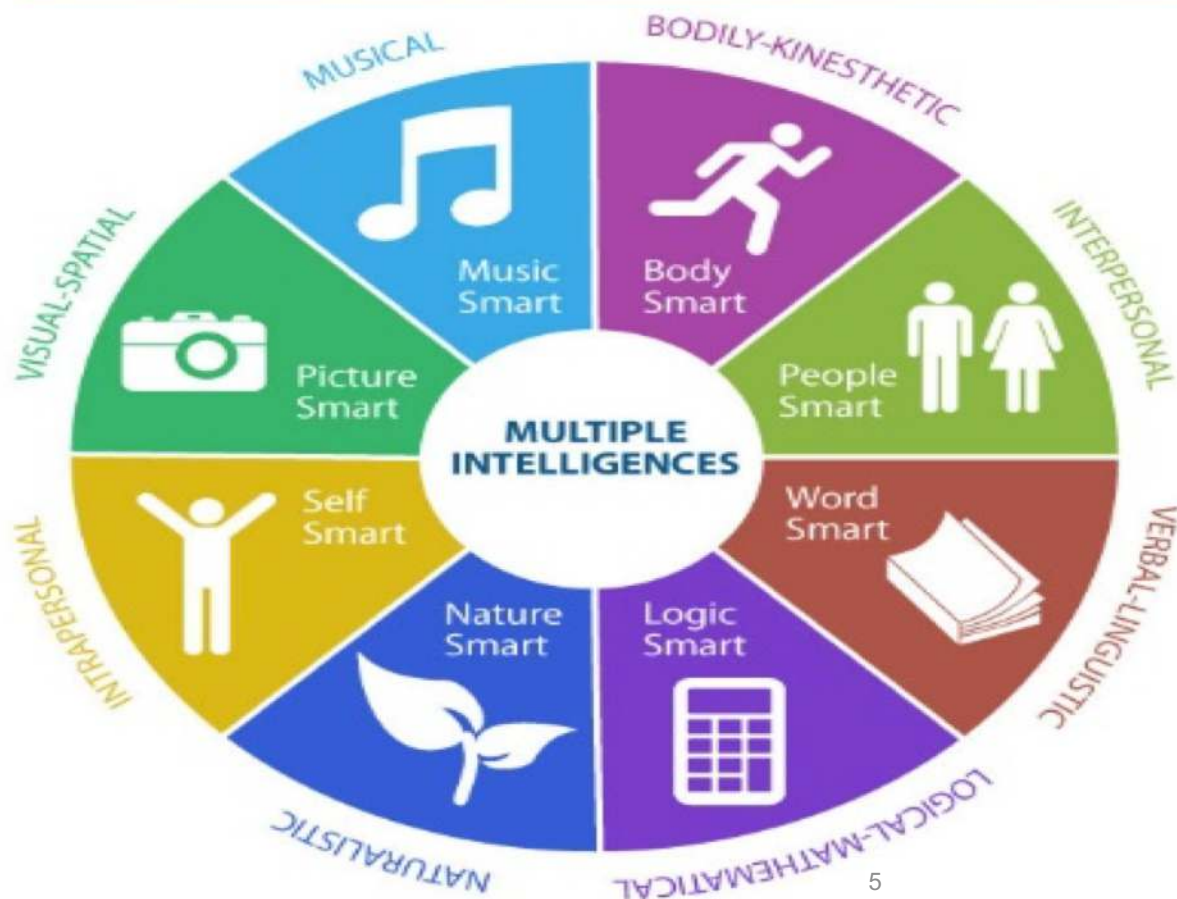 MUSICAL
BODILY-KINESTHETIC
INTERPERSONAL
VERBAL-LINGUISTIC
LOGICAL-MATHEMATICAL
NATURALISTIC
INTRAPERSONAL
VISUAL-SPATIAL
Music
Smart
Body
Smart
People
Smart
Word
Smart
Logic
Smart
Nature
Smart
Self
Smart
Picture
Smart
MULTIPLE
INTELLIGENCES
5